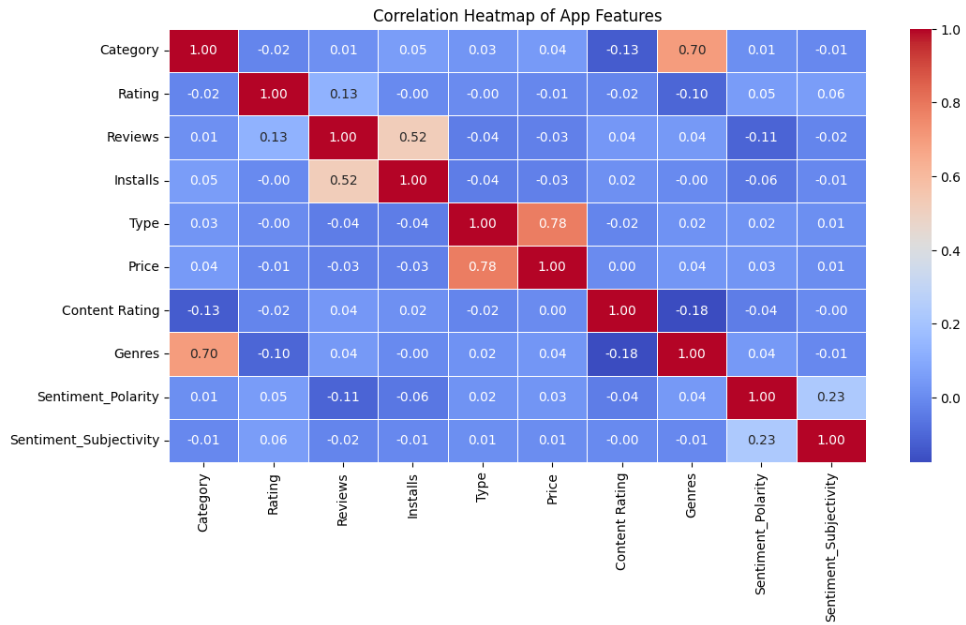 Correlation Heatmap of App Features
Category 1.00 -0.02 0.01 0.05 0.03 0.04 -0.13 0.70 0.01 -0.01
Rating -0.02 1.00 0.13 -0.00 -0.00 -0.01 -0.02 -0.10 0.05 0.06
Reviews 0.01 0.13 1.00 0.52 -0.04 -0.03 0.04 0.04 -0.11 -0.02
Installs 0.05 -0.00 0.52 1.00 -0.04 -0.03 0.02 -0.00 -0.06 -0.01
Type 0.03 -0.00 -0.04 -0.04 1.00 0.78 -0.02 0.02 0.02 0.01
Price 0.04 -0.01 -0.03 -0.03 0.78 1.00 0.00 0.04 0.03 0.01
Content Rating -0.13 -0.02 0.04 0.02 -0.02 0.00 1.00 -0.18 -0.04 -0.00
Genres 0.70 -0.10 0.04 -0.00 0.02 0.04 -0.18 1.00 0.04 -0.01
Sentiment_Polarity 0.01 0.05 -0.11 -0.06 0.02 0.03 -0.04 0.04 1.00 0.23
Sentiment_Subjectivity -0.01 0.06 -0.02 -0.01 0.01 0.01 -0.00 -0.01 0.23 1.00
Category
Rating
Reviews
Installs
Type
Price
Content Rating
Genres
Sentiment_Polarity
Sentiment_Subjectivity
1.0
0.8
0.6
0.4
0.2
0.0